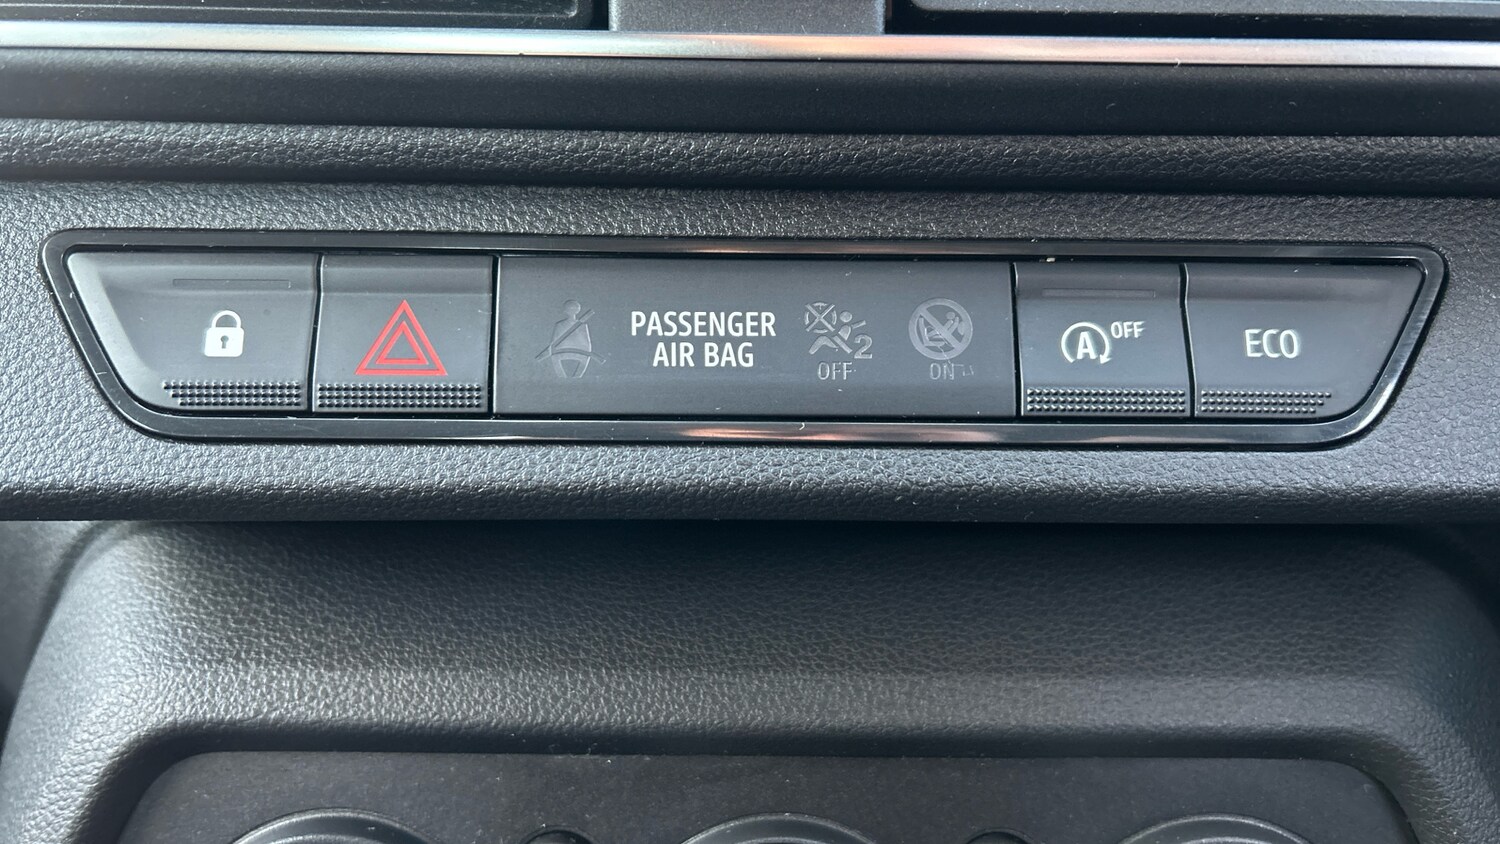 PASSENGER
AIR BAG
2
OFF
ON
A OFF
ECO